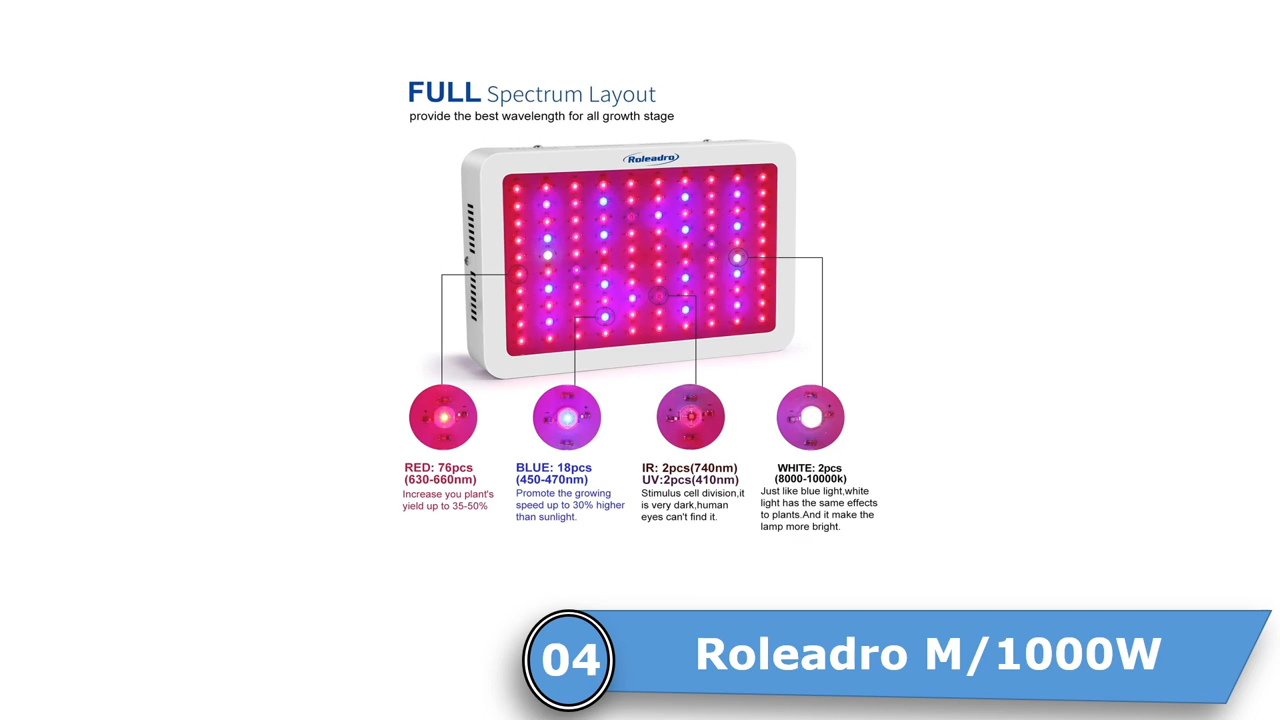 FULL Spectrum Layout
provide the best wavelength for all growth stage
Roleadro
RED: 76pcs
(630-660nm)
Increase you plant's
yield up to 35-50%
BLUE: 18pcs
(450-470nm)
Promote the growing
speed up to 30% higher
than sunlight.
IR: 2pcs(740nm)
UV:2pcs(410nm)
Stimulus cell division,it
is very dark,human
eyes can't find it.
WHITE: 2pcs
(8000-10000k)
Just like blue light,white
light has the same effects
to plants.And it make the
lamp more bright.
04
Roleadro M/1000W